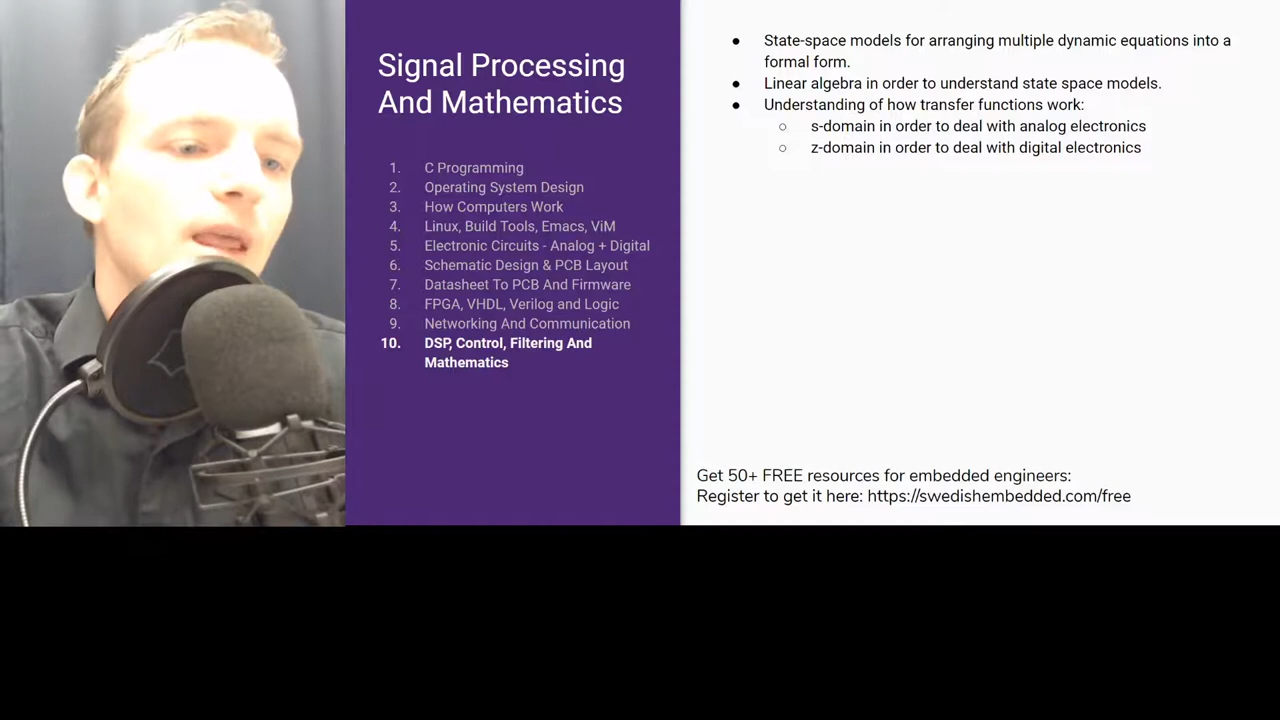 Signal Processing
And Mathematics
1. C Programming
2. Operating System Design
3. How Computers Work
4. Linux, Build Tools, Emacs, ViM
5. Electronic Circuits - Analog + Digital
6. Schematic Design & PCB Layout
7. Datasheet To PCB And Firmware
8. FPGA, VHDL, Verilog and Logic
9. Networking And Communication
10. DSP, Control, Filtering And
Mathematics
● State-space models for arranging multiple dynamic equations into a
formal form.
● Linear algebra in order to understand state space models.
● Understanding of how transfer functions work:
○ s-domain in order to deal with analog electronics
○ z-domain in order to deal with digital electronics
Get 50+ FREE resources for embedded engineers:
Register to get it here: https://swedishembedded.com/free